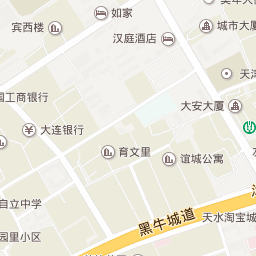 如家
宾西楼
汉庭酒店
城市大厦
天津
国工商银行
大安大厦
大连银行
育文里
谊城公寓
自立中学
黑牛城道
天水淘宝城
园里小区